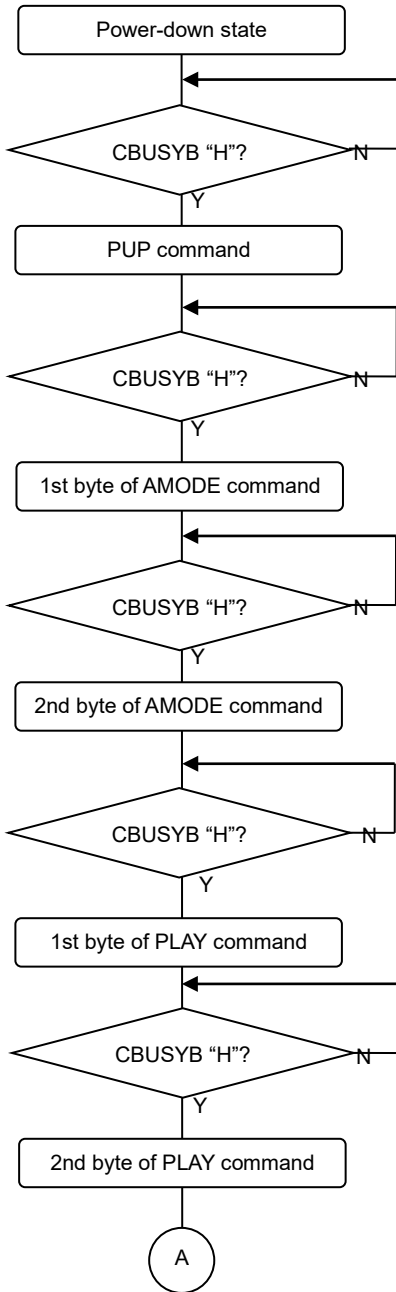 Power-down state
CBUSYB “H”?
N
Y
PUP command
CBUSYB “H”?
N
Y
1st byte of AMODE command
CBUSYB “H”?
N
Y
2nd byte of AMODE command
CBUSYB “H”?
N
Y
1st byte of PLAY command
CBUSYB “H”?
N
Y
2nd byte of PLAY command
A